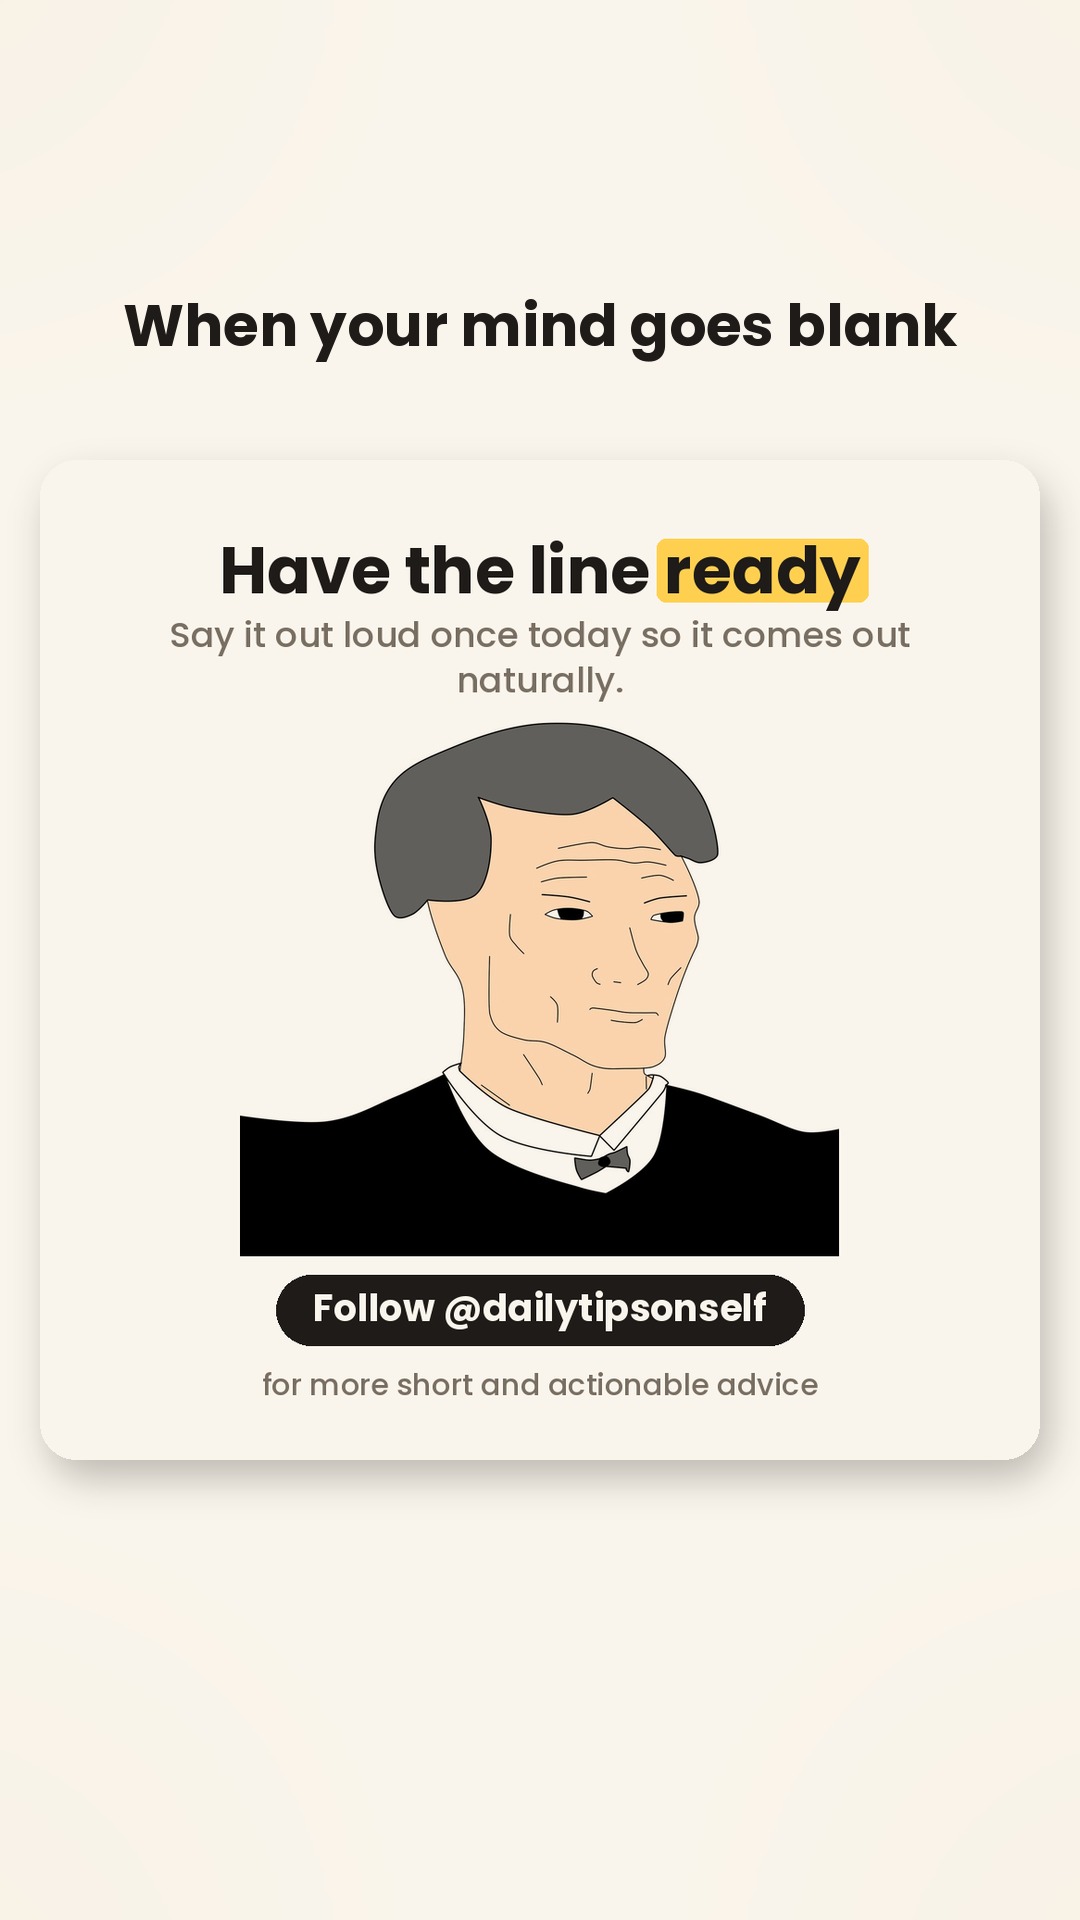 When your mind goes blank
Have the line ready
Say it out loud once today so it comes out
naturally.
Follow @dailytipsonself
for more short and actionable advice